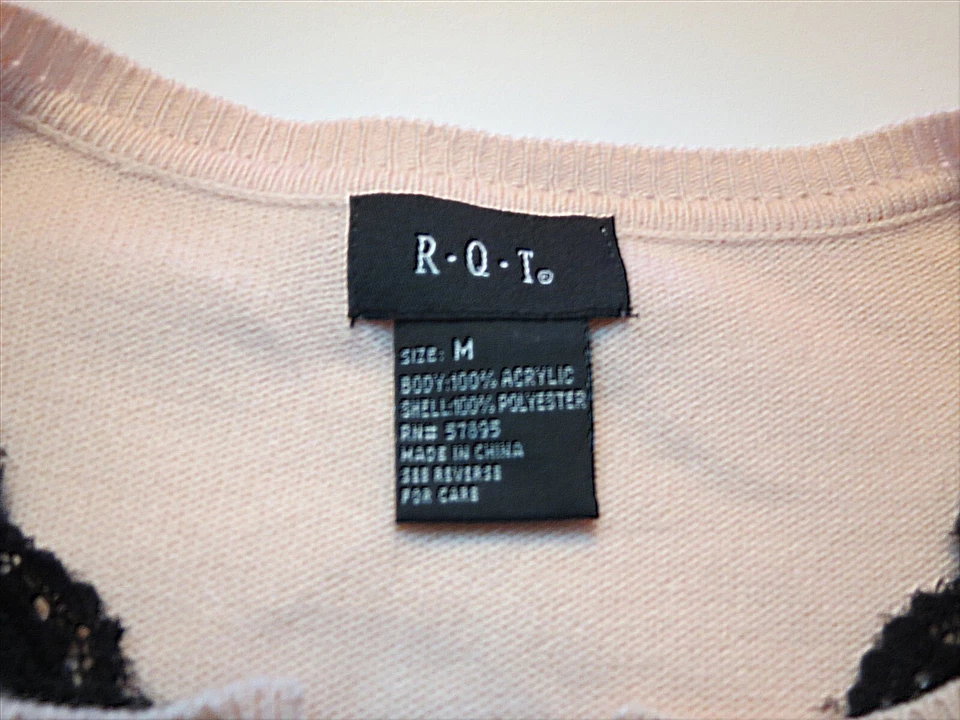 R·Q·T®
SIZE: M
BODY:100% ACRYLIC
SHELL:100% POLYESTER
RN# 57895
MADE IN CHINA
SEE REVERSE
FOR CARE